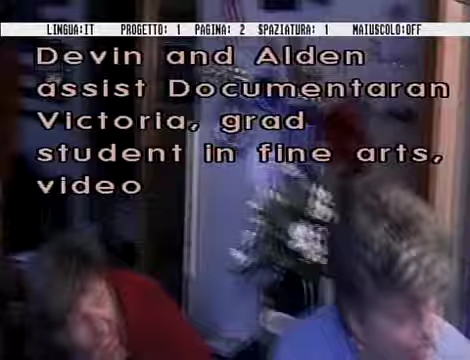 LINGUA:IT PROGETTO: 1 PAGINA: 2 SPAZIATURA: 1 MAIUSCOLO:OFF
Devin and Alden
assist Documentaran
Victoria, grad
student in fine arts,
video